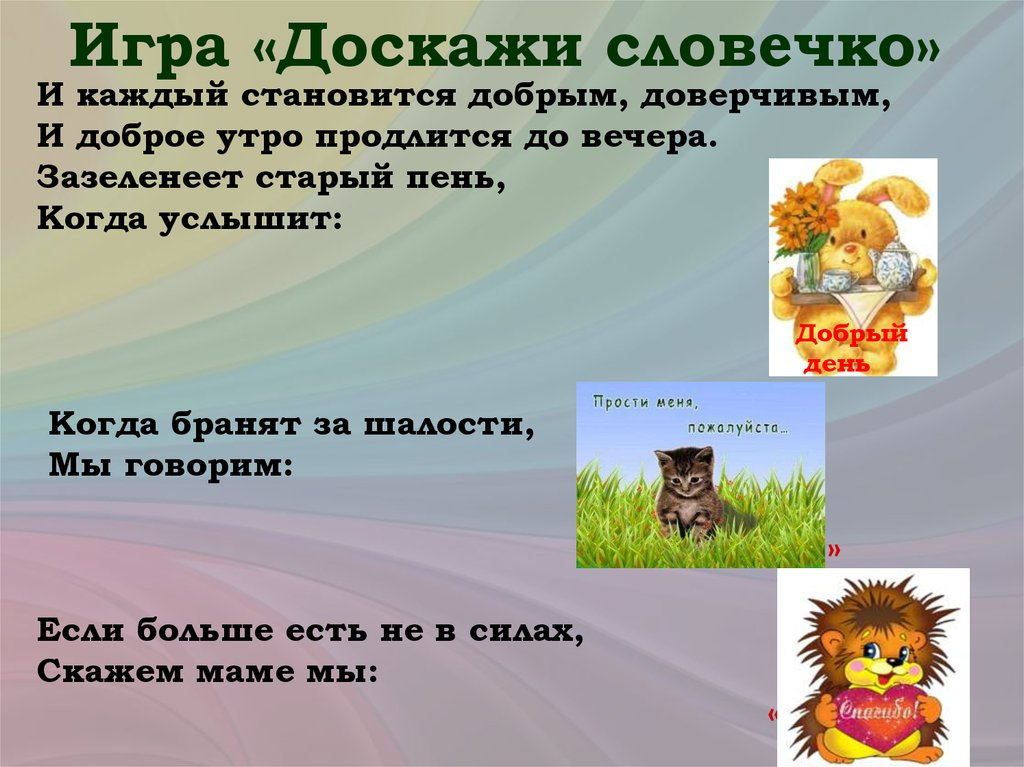 Игра «Доскажи словечко»
И каждый становится добрым, доверчивым,
И доброе утро продлится до вечера.
Зазеленеет старый пень,
Когда услышит:
Добрый
день
Когда бранят за шалости,
Мы говорим:
Прости меня,
пожалуйста...
»
Если больше есть не в силах,
Скажем маме мы:
«
Спасибо!